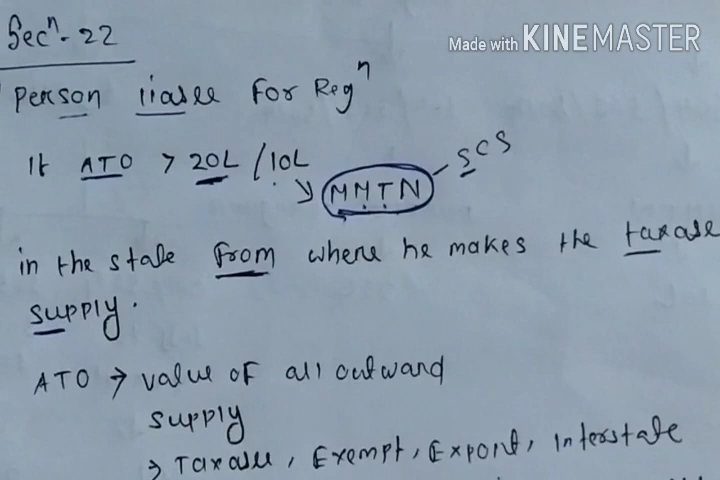 Secⁿ-22
Made with KINEMASTER
Person liable For Regⁿ
If ATO > 20L / 10L
→ MMTN - SCS
in the state From where he makes the taxable
supply.
ATO → value of all outward
supply
→ Taxable, Exempt, Export, Interstate